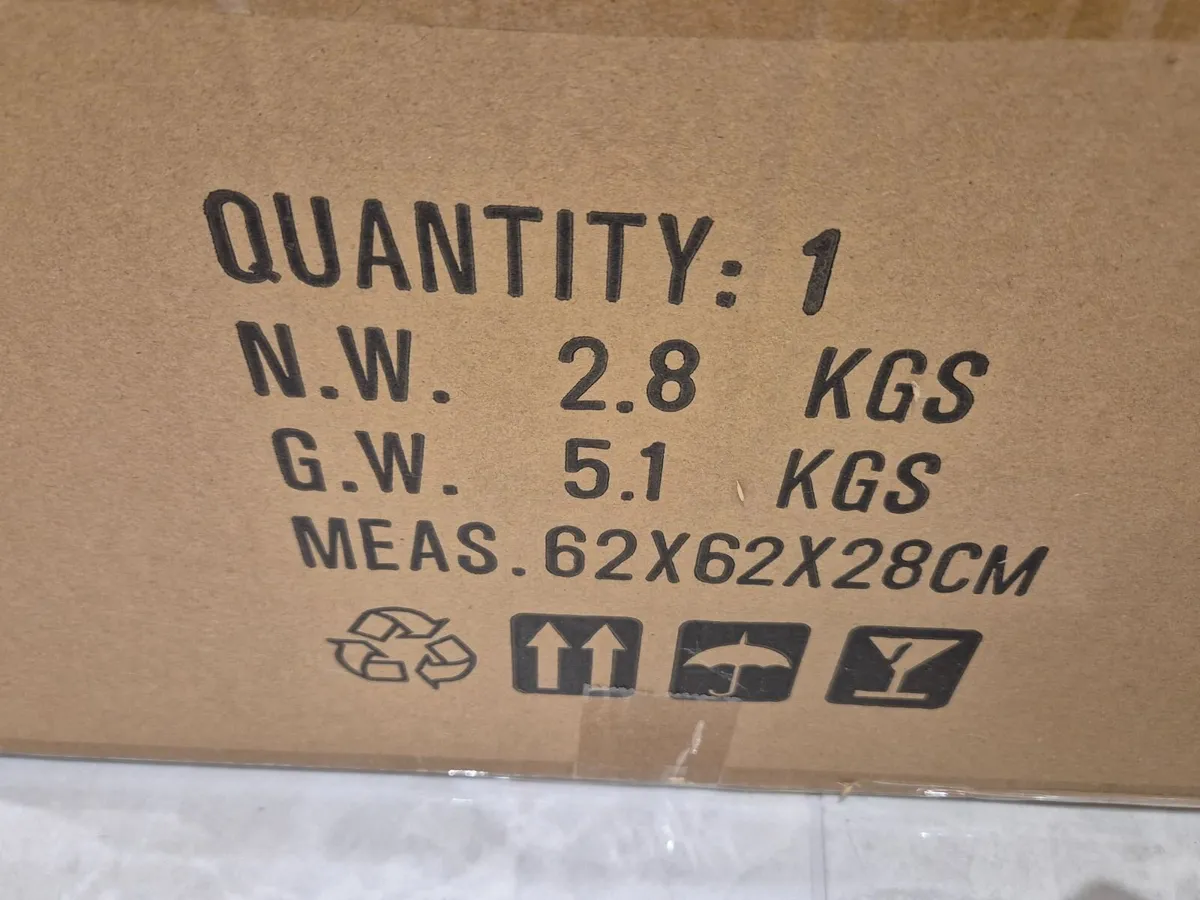 QUANTITY: 1
N.W. 2.8 KGS
G.W. 5.1 KGS
MEAS. 62X62X28CM